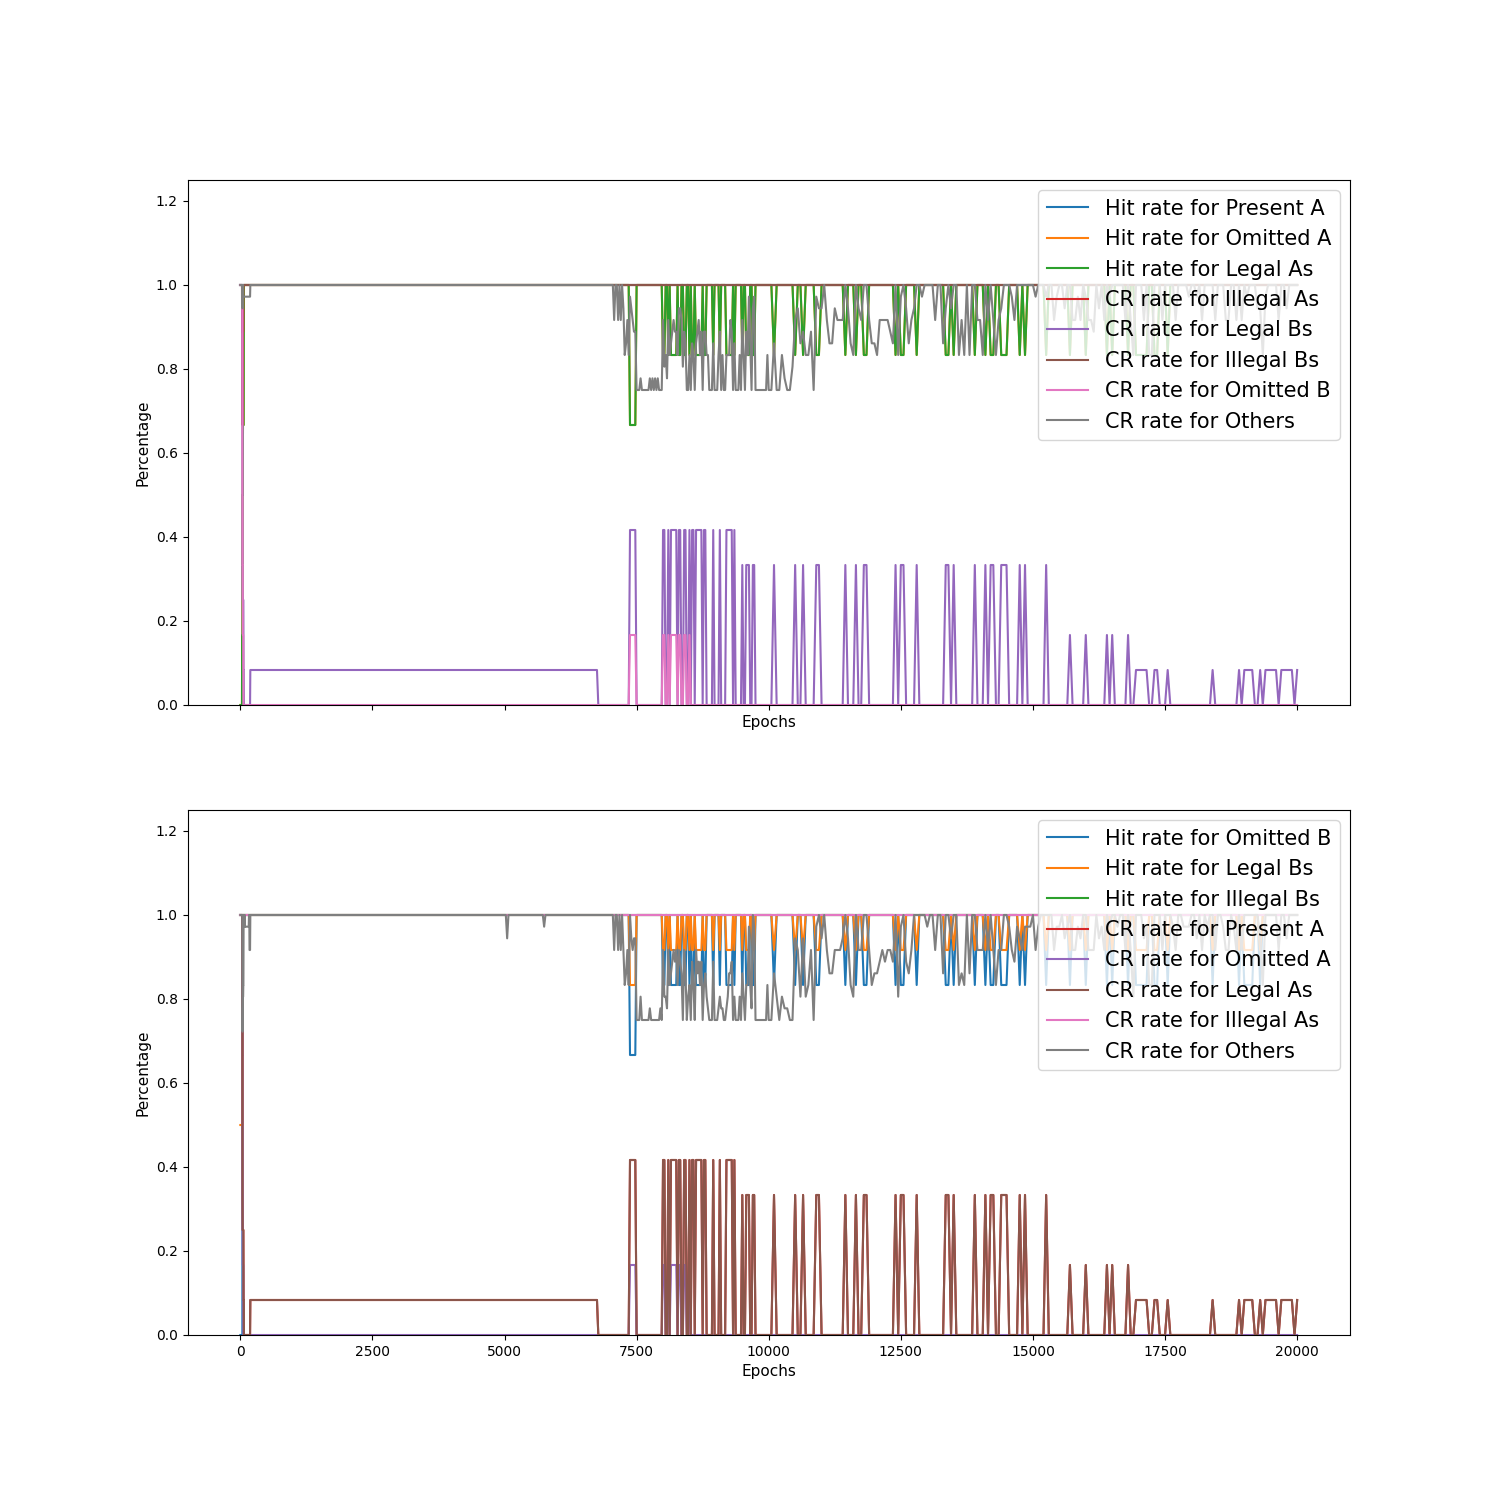 1.2
1.0
0.8
0.6
0.4
0.2
0.0
Percentage
Epochs
Hit rate for Present A
Hit rate for Omitted A
Hit rate for Legal As
CR rate for Illegal As
CR rate for Legal Bs
CR rate for Illegal Bs
CR rate for Omitted B
CR rate for Others
1.2
1.0
0.8
0.6
0.4
0.2
0.0
Percentage
0 2500 5000 7500 10000 12500 15000 17500 20000
Epochs
Hit rate for Omitted B
Hit rate for Legal Bs
Hit rate for Illegal Bs
CR rate for Present A
CR rate for Omitted A
CR rate for Legal As
CR rate for Illegal As
CR rate for Others